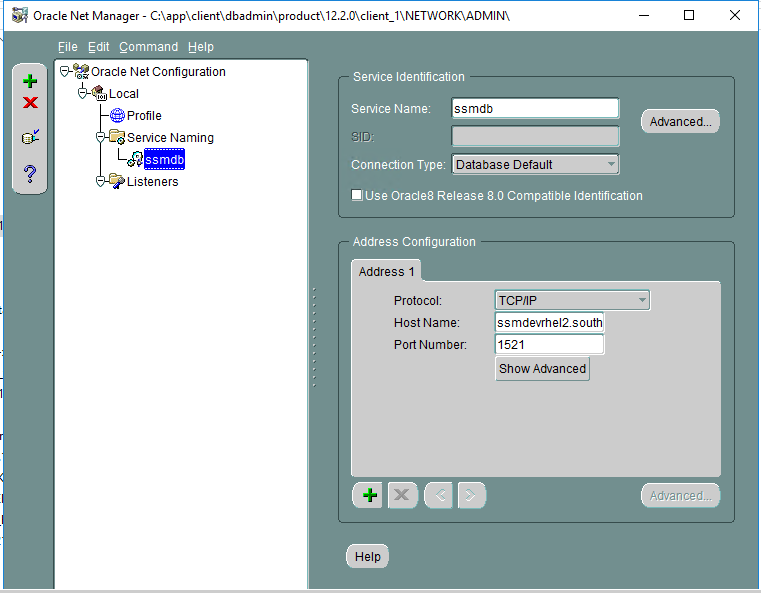 Oracle Net Manager - C:\app\client\dbadmin\product\12.2.0\client_1\NETWORK\ADMIN\
File Edit Command Help
Oracle Net Configuration
Local
Profile
Service Naming
ssmdb
Listeners
Service Identification
Service Name: ssmdb
Advanced...
SID:
Connection Type: Database Default
Use Oracle8 Release 8.0 Compatible Identification
Address Configuration
Address 1
Protocol: TCP/IP
Host Name: ssmdevrhel2.south
Port Number: 1521
Show Advanced
Advanced...
Help